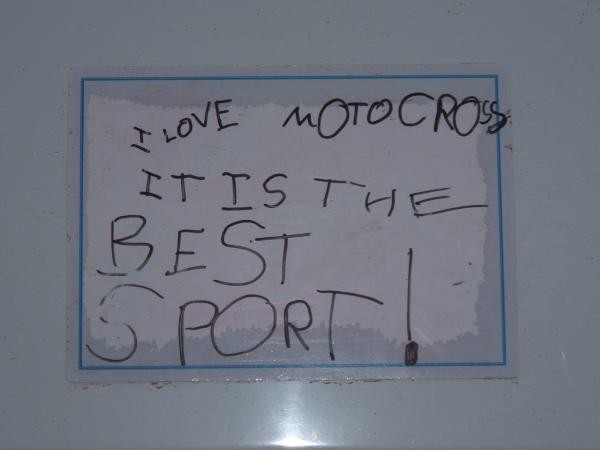 I LOVE MOTOCROSS
IT IS THE
BEST
SPORT!